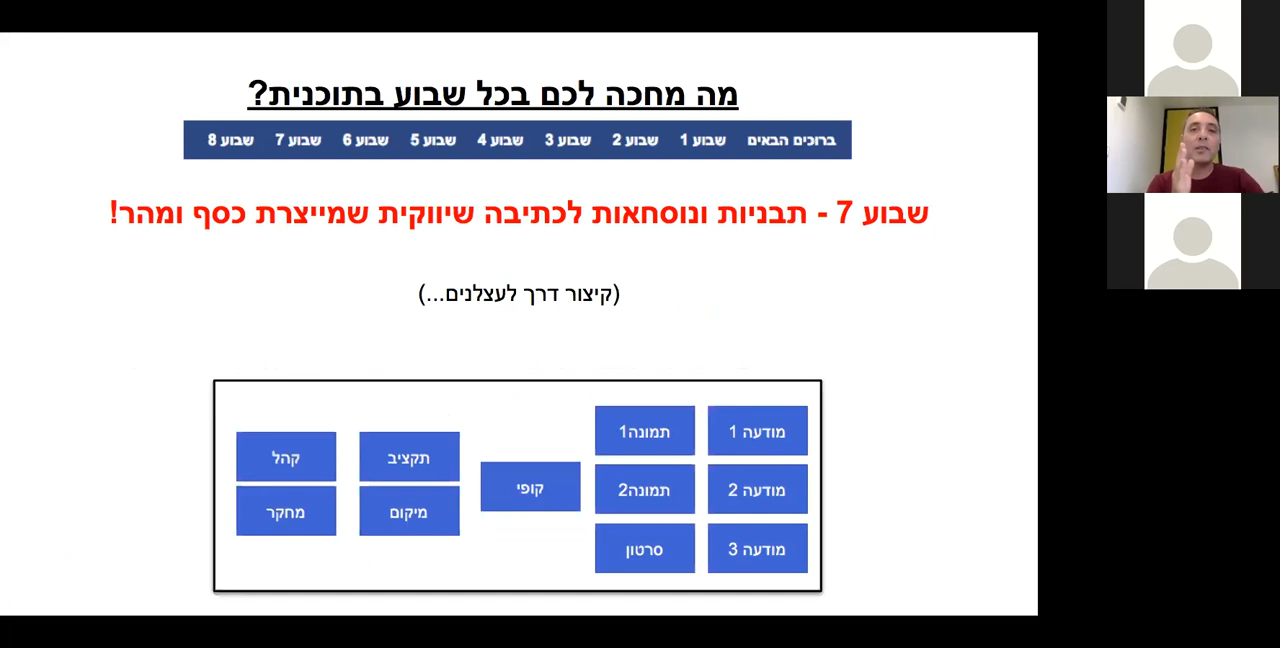 מה מחכה לכם בכל שבוע בתוכנית?
ברוכים הבאים שבוע 1 שבוע 2 שבוע 3 שבוע 4 שבוע 5 שבוע 6 שבוע 7 שבוע 8
שבוע 7 - תבניות ונוסחאות לכתיבה שיווקית שמייצרת כסף ומהר!
(קיצור דרך לעצלנים...)
מודעה 1
תמונה1
קופי
תקציב
קהל
מודעה 2
תמונה2
מיקום
מחקר
מודעה 3
סרטון